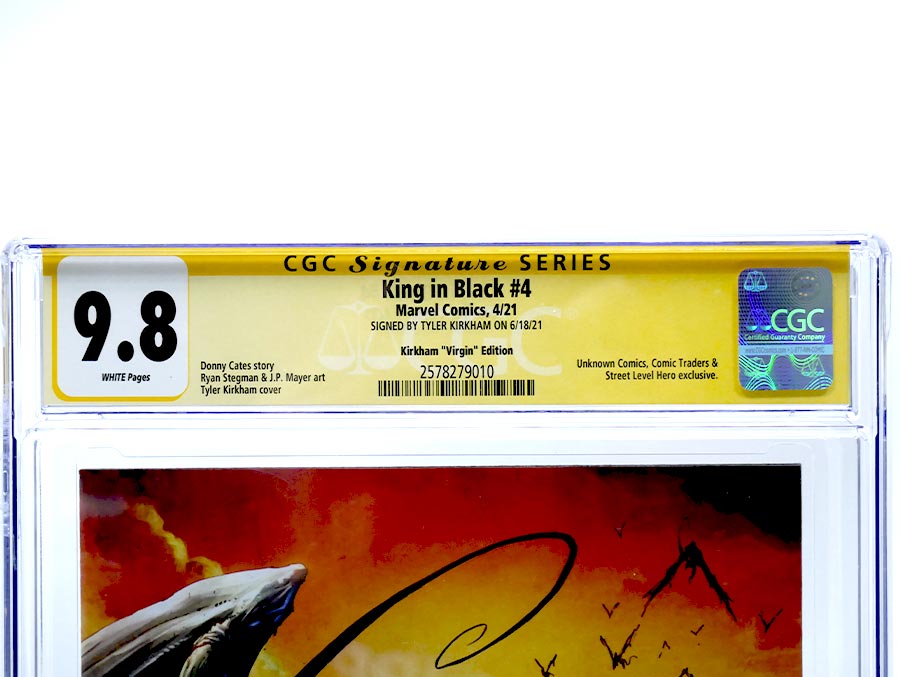 CGC Signature SERIES
9.8
WHITE Pages
King in Black #4
Marvel Comics, 4/21
SIGNED BY TYLER KIRKHAM ON 6/18/21
Kirkham "Virgin" Edition
2578279010
Donny Cates story
Ryan Stegman & J.P. Mayer art
Tyler Kirkham cover
Unknown Comics, Comic Traders &
Street Level Hero exclusive.
CGC
CGC
Certified Guaranty Company